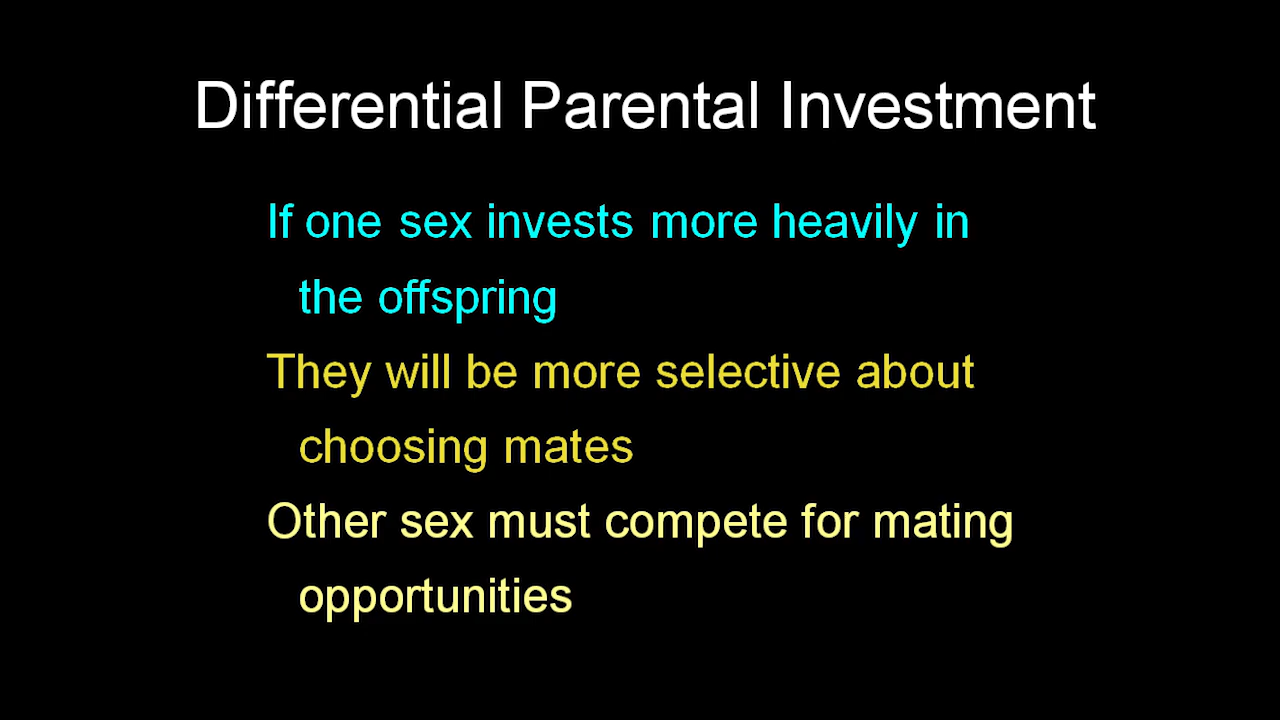 Differential Parental Investment
If one sex invests more heavily in
the offspring
They will be more selective about
choosing mates
Other sex must compete for mating
opportunities